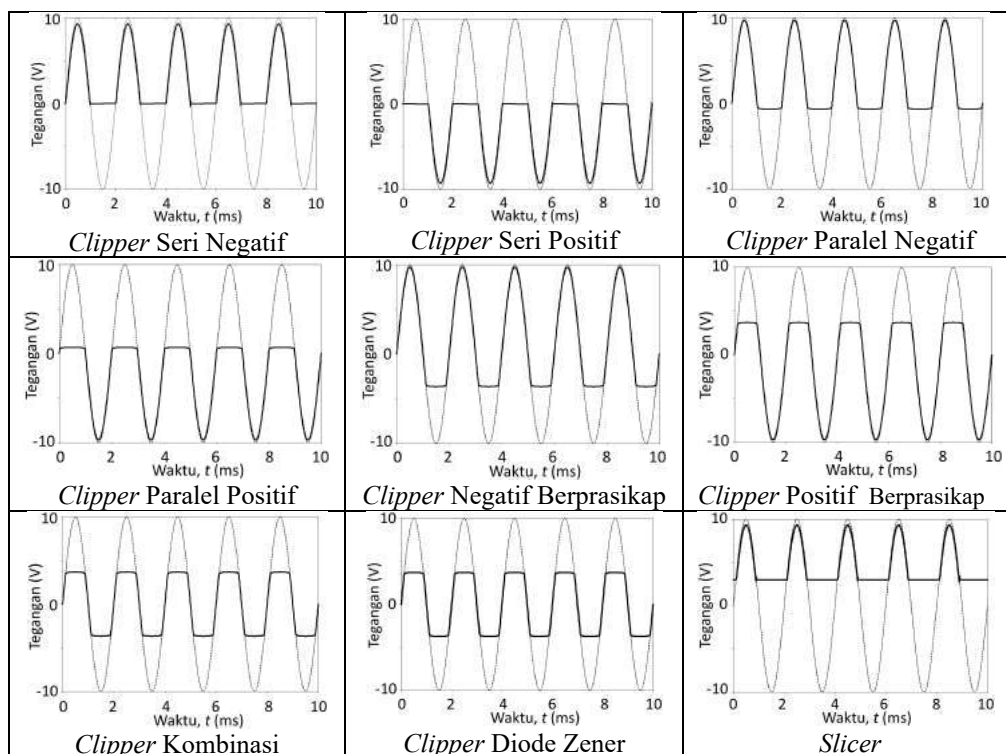 10
0
-10
Tegangan (V)
0 2 4 6 8 10
Waktu, t (ms)
Clipper Seri Negatif
10
0
-10
Tegangan (V)
0 2 4 6 8 10
Waktu, t (ms)
Clipper Seri Positif
10
0
-10
Tegangan (V)
0 2 4 6 8 10
Waktu, t (ms)
Clipper Paralel Negatif
10
0
-10
Tegangan (V)
0 2 4 6 8 10
Waktu, t (ms)
Clipper Paralel Positif
10
0
-10
Tegangan (V)
0 2 4 6 8 10
Waktu, t (ms)
Clipper Negatif Berprasikap
10
0
-10
Tegangan (V)
0 2 4 6 8 10
Waktu, t (ms)
Clipper Positif Berprasikap
10
0
-10
Tegangan (V)
0 2 4 6 8 10
Waktu, t (ms)
Clipper Kombinasi
10
0
-10
Tegangan (V)
0 2 4 6 8 10
Waktu, t (ms)
Clipper Diode Zener
10
0
-10
Tegangan (V)
0 2 4 6 8 10
Waktu, t (ms)
Slicer